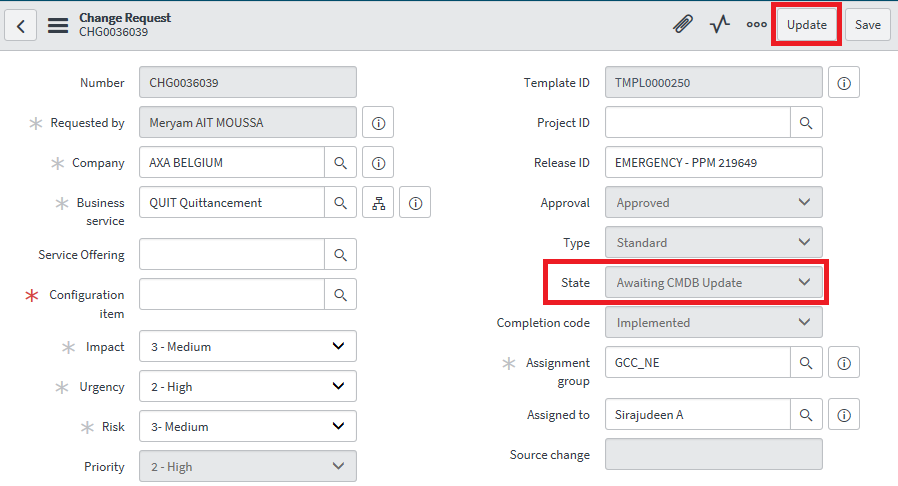 Change Request
CHG0036039
Update
Save
Number
CHG0036039
Requested by
Meryam AIT MOUSSA
Company
AXA BELGIUM
Business
service
QUIT Quittancement
Service Offering
Configuration
item
Impact
3 - Medium
Urgency
2 - High
Risk
3- Medium
Priority
2 - High
Template ID
TMPL0000250
Project ID
Release ID
EMERGENCY - PPM 219649
Approval
Approved
Type
Standard
State
Awaiting CMDB Update
Completion code
Implemented
Assignment
group
GCC_NE
Assigned to
Sirajudeen A
Source change